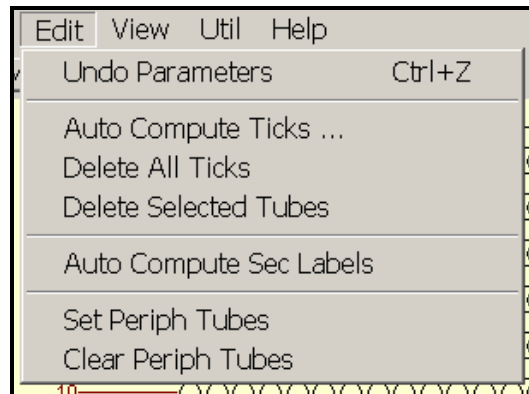 Edit View Util Help
Undo Parameters Ctrl+Z
Auto Compute Ticks ...
Delete All Ticks
Delete Selected Tubes
Auto Compute Sec Labels
Set Periph Tubes
Clear Periph Tubes
10